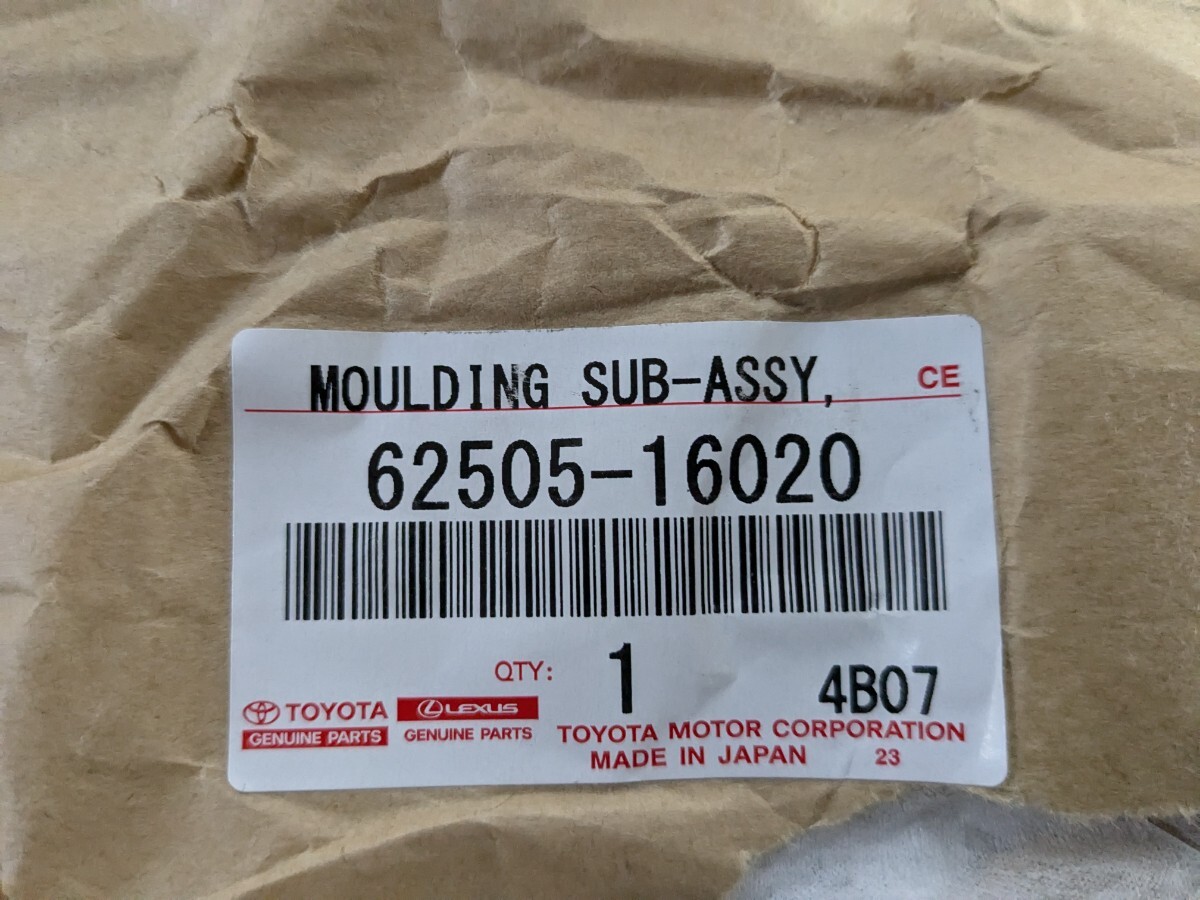 MOULDING SUB-ASSY, CE
62505-16020
QTY: 1 4B07
TOYOTA LEXUS
GENUINE PARTS GENUINE PARTS
TOYOTA MOTOR CORPORATION
MADE IN JAPAN 23